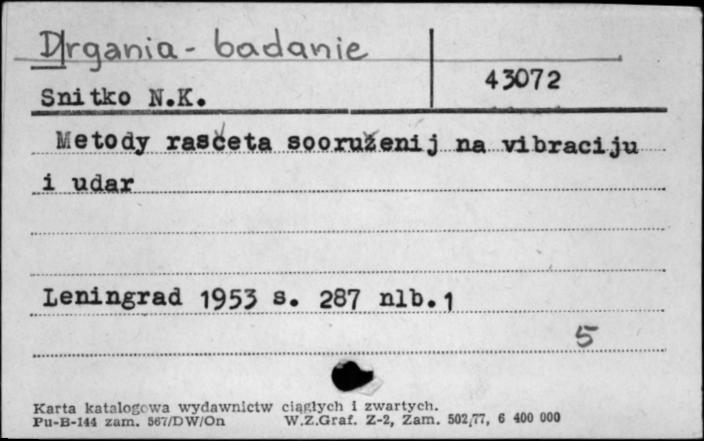 Drgania - badanie
43072
Snitko N.K.
Metody rasčeta sooruženij na vibraciju
i udar
Leningrad 1953 s. 287 nlb.1
5
Karta katalogowa wydawnictw ciągłych i zwartych.
Pu-B-144 zam. 567/DW/On W.Z.Graf. Z-2, Zam. 502/77, 6 400 000